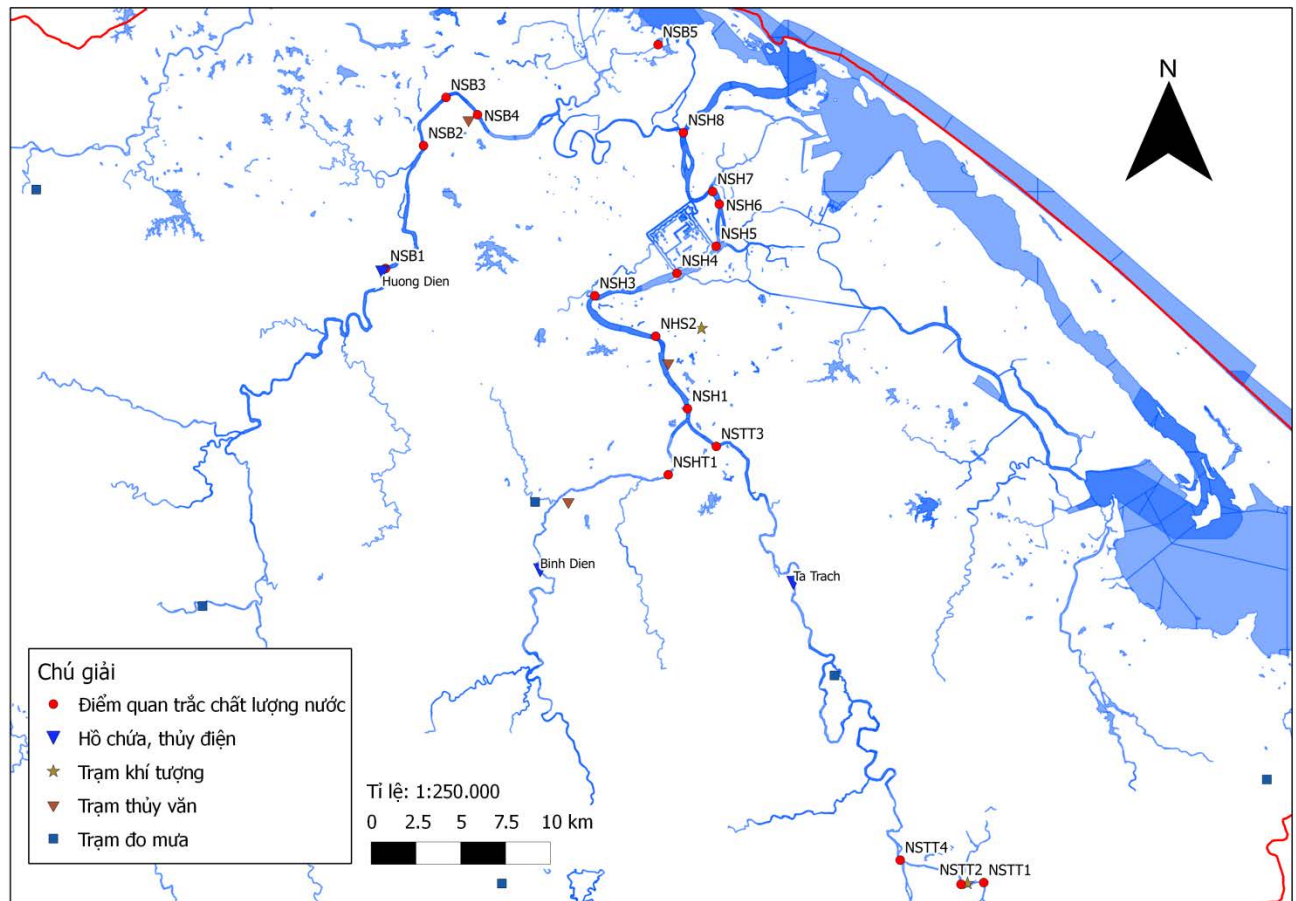 NSB5
N
NSB3
NSB4
NSH8
NSB2
NSH7
NSH6
NSH5
NSB1
Huong Dien
NSH4
NSH3
NHS2
NSH1
NSTT3
NSHT1
Binh Dien
Ta Trach
Chú giải
Điểm quan trắc chất lượng nước
Hồ chứa, thủy điện
Trạm khí tượng
Trạm thủy văn
Trạm đo mưa
Tỉ lệ: 1:250.000
0 2.5 5 7.5 10 km
NSTT4
NSTT2 NSTT1